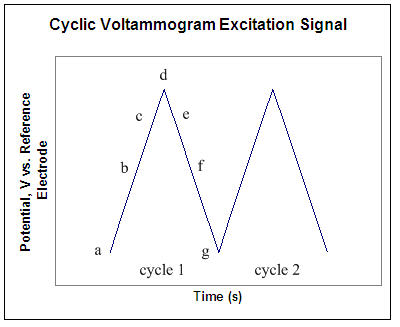 Cyclic Voltammogram Excitation Signal
Potential, V vs. Reference
Electrode
d
c
e
b
f
a
g
cycle 1
cycle 2
Time (s)